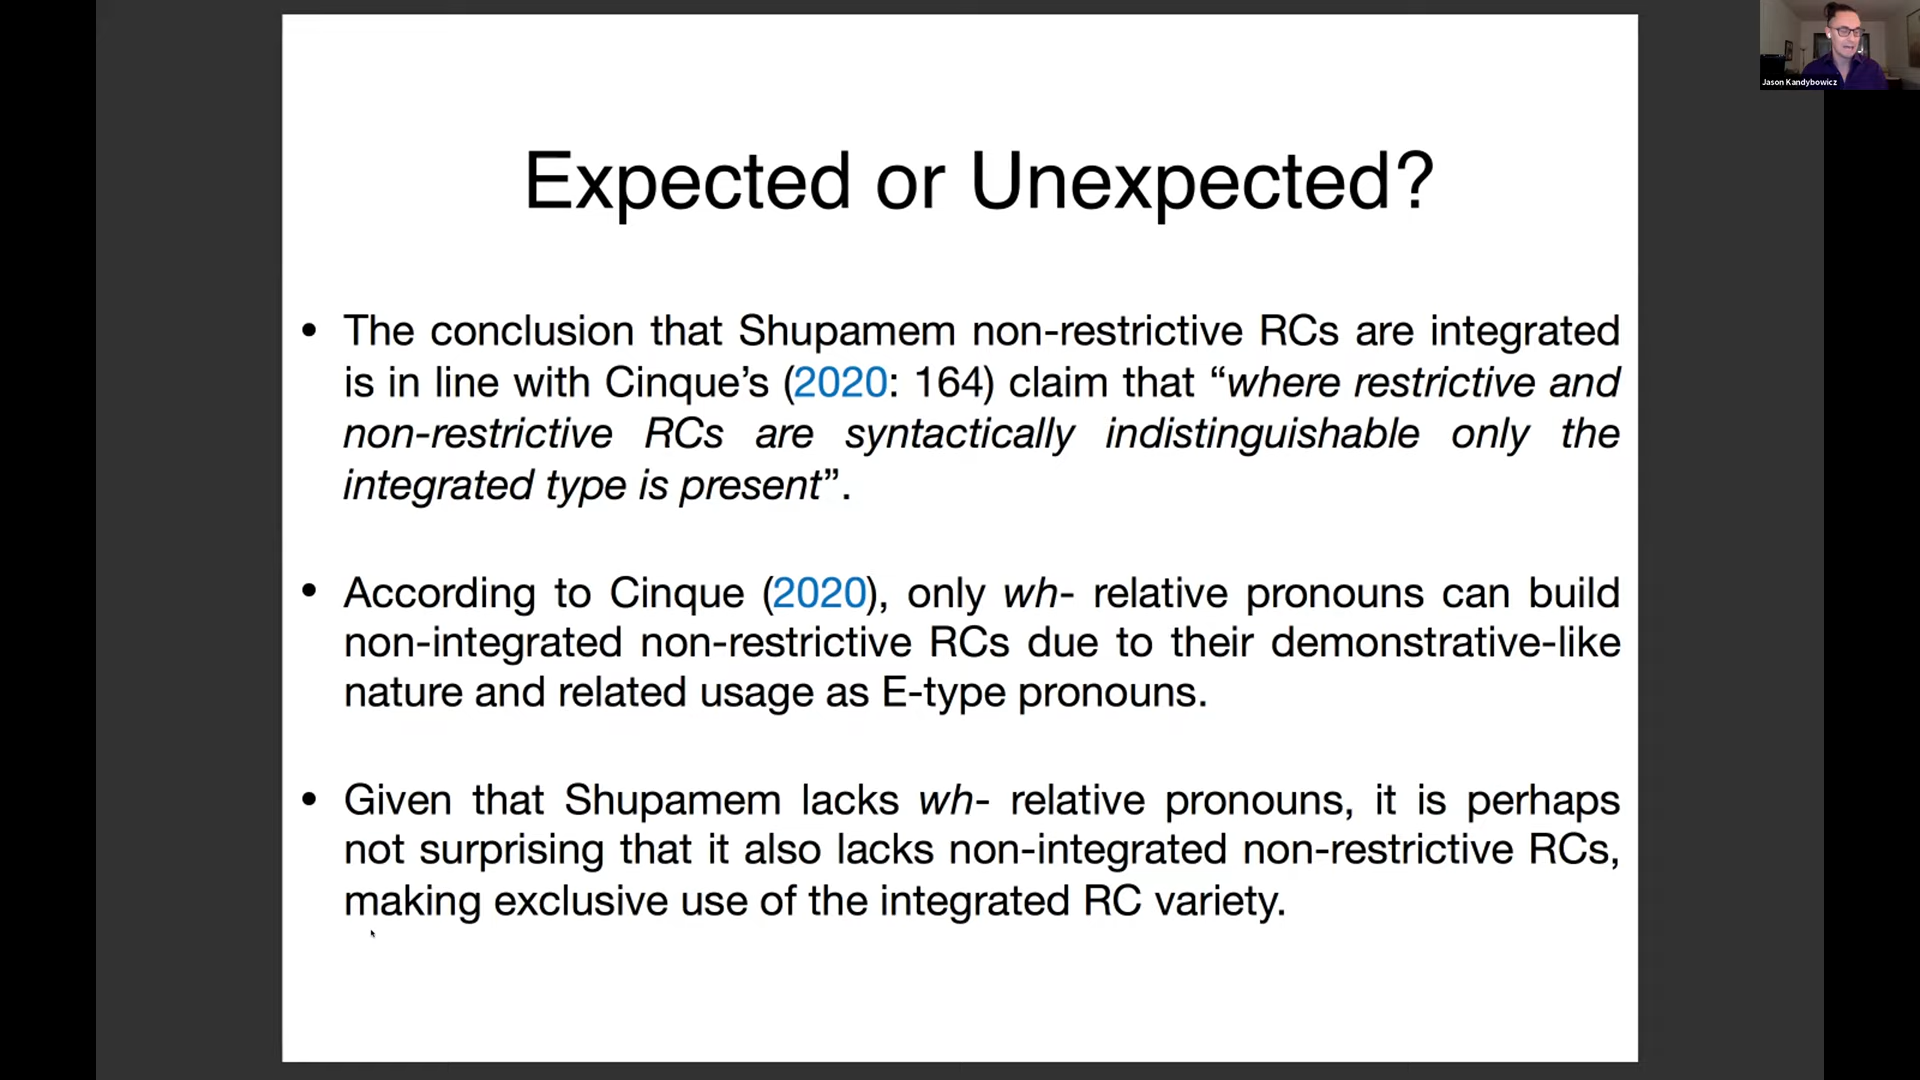 Jason Kandybowicz
Expected or Unexpected?
• The conclusion that Shupamem non-restrictive RCs are integrated
is in line with Cinque’s (2020: 164) claim that “where restrictive and
non-restrictive RCs are syntactically indistinguishable only the
integrated type is present”.
• According to Cinque (2020), only wh- relative pronouns can build
non-integrated non-restrictive RCs due to their demonstrative-like
nature and related usage as E-type pronouns.
• Given that Shupamem lacks wh- relative pronouns, it is perhaps
not surprising that it also lacks non-integrated non-restrictive RCs,
making exclusive use of the integrated RC variety.